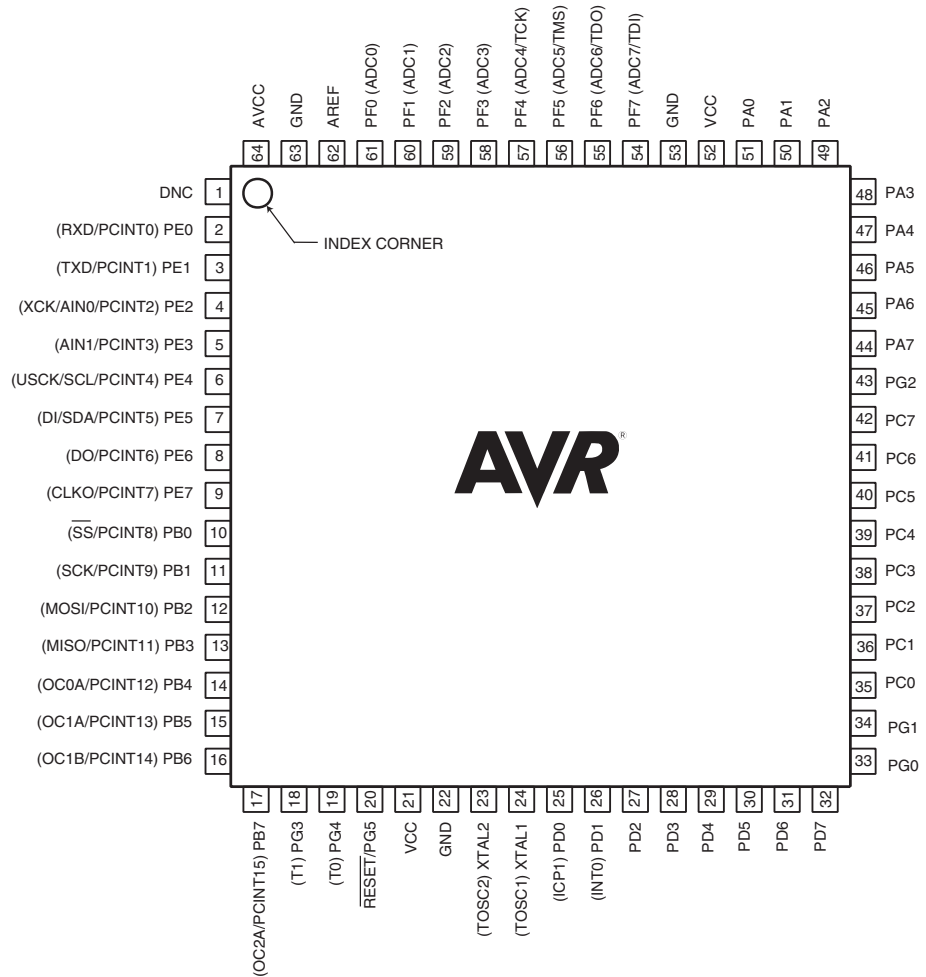 AVCC
GND
AREF
PF0 (ADC0)
PF1 (ADC1)
PF2 (ADC2)
PF3 (ADC3)
PF4 (ADC4/TCK)
PF5 (ADC5/TMS)
PF6 (ADC6/TDO)
PF7 (ADC7/TDI)
GND
VCC
PA0
PA1
PA2
64
63
62
61
60
59
58
57
56
55
54
53
52
51
50
49
DNC 1
(RXD/PCINT0) PE0 2
(TXD/PCINT1) PE1 3
(XCK/AIN0/PCINT2) PE2 4
(AIN1/PCINT3) PE3 5
(USCK/SCL/PCINT4) PE4 6
(DI/SDA/PCINT5) PE5 7
(DO/PCINT6) PE6 8
(CLKO/PCINT7) PE7 9
(SS/PCINT8) PB0 10
(SCK/PCINT9) PB1 11
(MOSI/PCINT10) PB2 12
(MISO/PCINT11) PB3 13
(OC0A/PCINT12) PB4 14
(OC1A/PCINT13) PB5 15
(OC1B/PCINT14) PB6 16
INDEX CORNER
AVR®
48 PA3
47 PA4
46 PA5
45 PA6
44 PA7
43 PG2
42 PC7
41 PC6
40 PC5
39 PC4
38 PC3
37 PC2
36 PC1
35 PC0
34 PG1
33 PG0
17
18
19
20
21
22
23
24
25
26
27
28
29
30
31
32
(OC2A/PCINT15) PB7
(T1) PG3
(T0) PG4
RESET/PG5
VCC
GND
(TOSC2) XTAL2
(TOSC1) XTAL1
(ICP1) PD0
(INT0) PD1
PD2
PD3
PD4
PD5
PD6
PD7